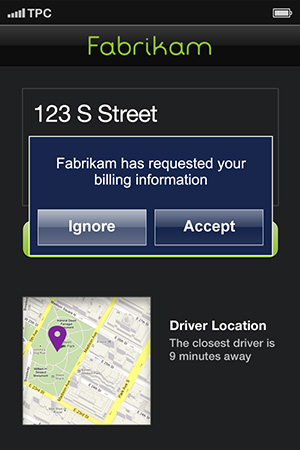 TPC
Fabrikam
123 S Street
Fabrikam has requested your
billing information
Ignore
Accept
Driver Location
The closest driver is
9 minutes away